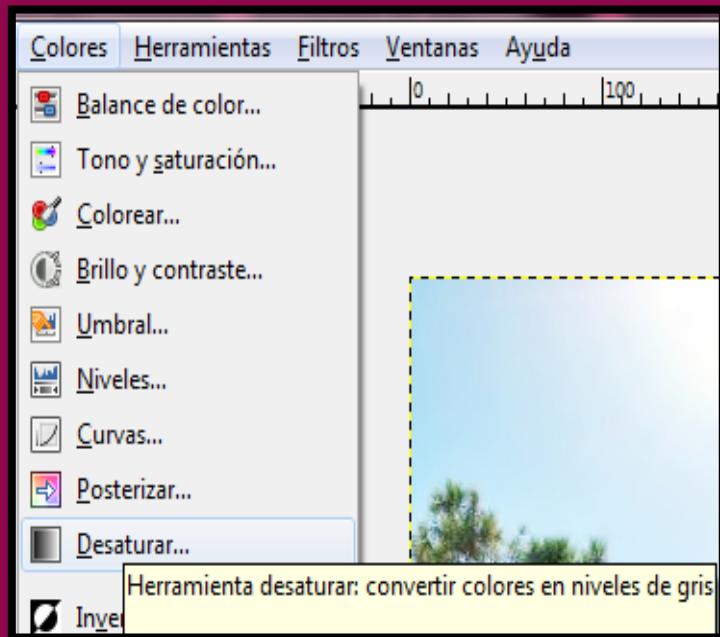 Colores Herramientas Filtros Ventanas Ayuda
0 100
Balance de color...
Tono y saturación...
Colorear...
Brillo y contraste...
Umbral...
Niveles...
Curvas...
Posterizar...
Desaturar...
Herramienta desaturar: convertir colores en niveles de gris